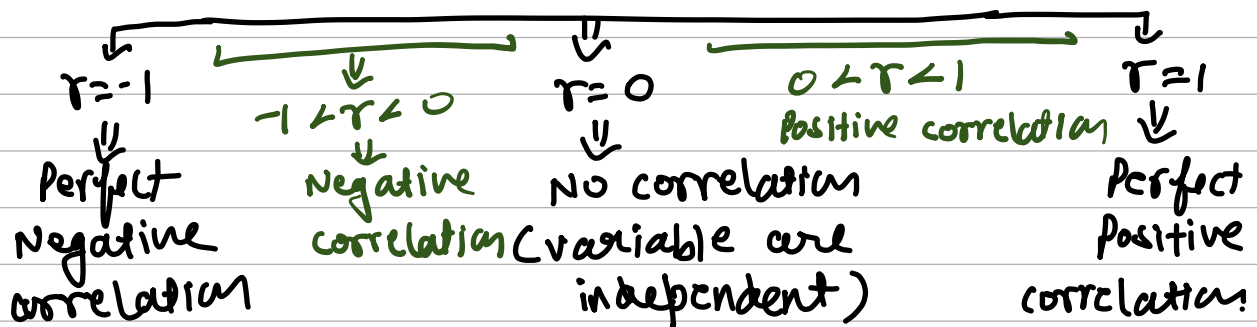 r=-1
-1 < r < 0
r=0
0 < r < 1
r=1
Positive correlation
Perfect
Negative
correlation
Negative
correlation
No correlation
(variable are
independent)
Perfect
Positive
correlation.